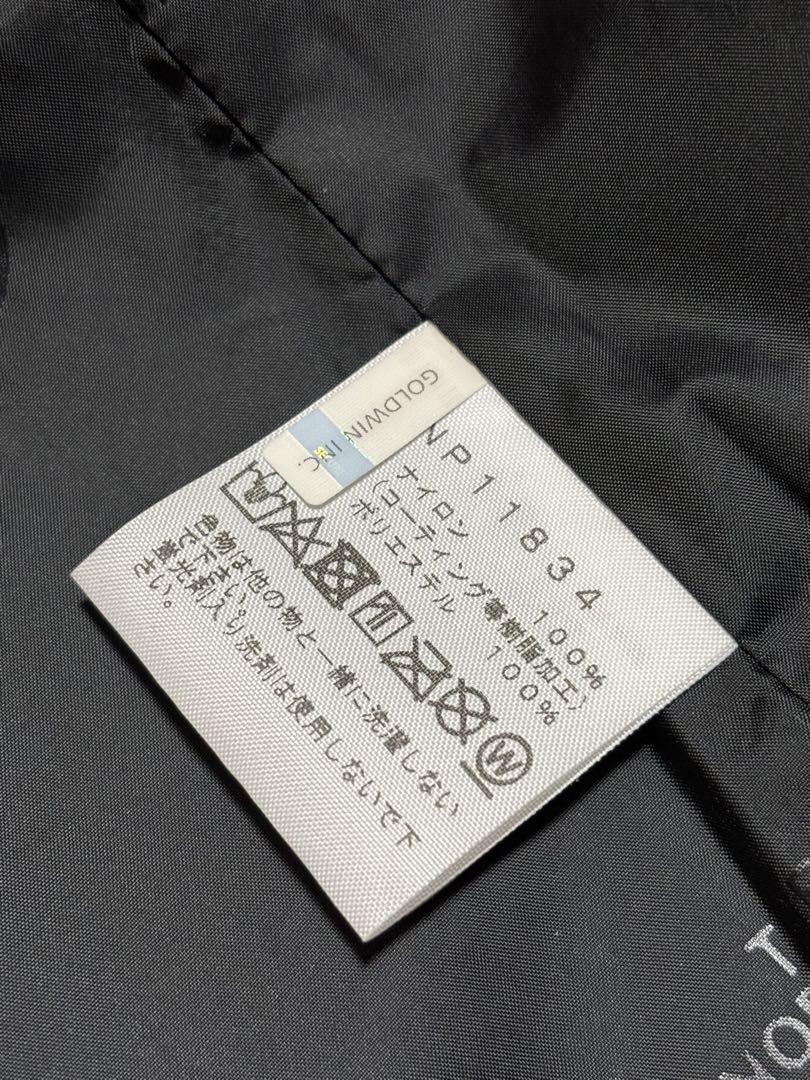 GOLDWIN INC.
NP11834
ナイロン 100%
(コーティング等樹脂加工)
ポリエステル 100%
W
色物は他の物と一緒に洗濯しない
で下さい。
蛍光剤入り洗剤は使用しないで下
さい。
T
MO